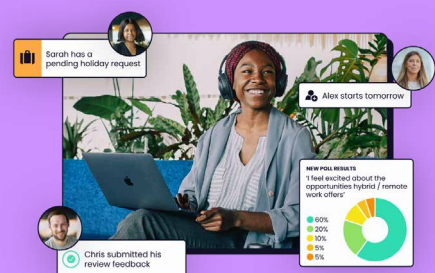 Sarah has a
pending holiday request
Alex starts tomorrow
NEW POLL RESULTS
'I feel excited about the
opportunities hybrid / remote
work offers'
60%
20%
10%
5%
5%
Chris submitted his
review feedback